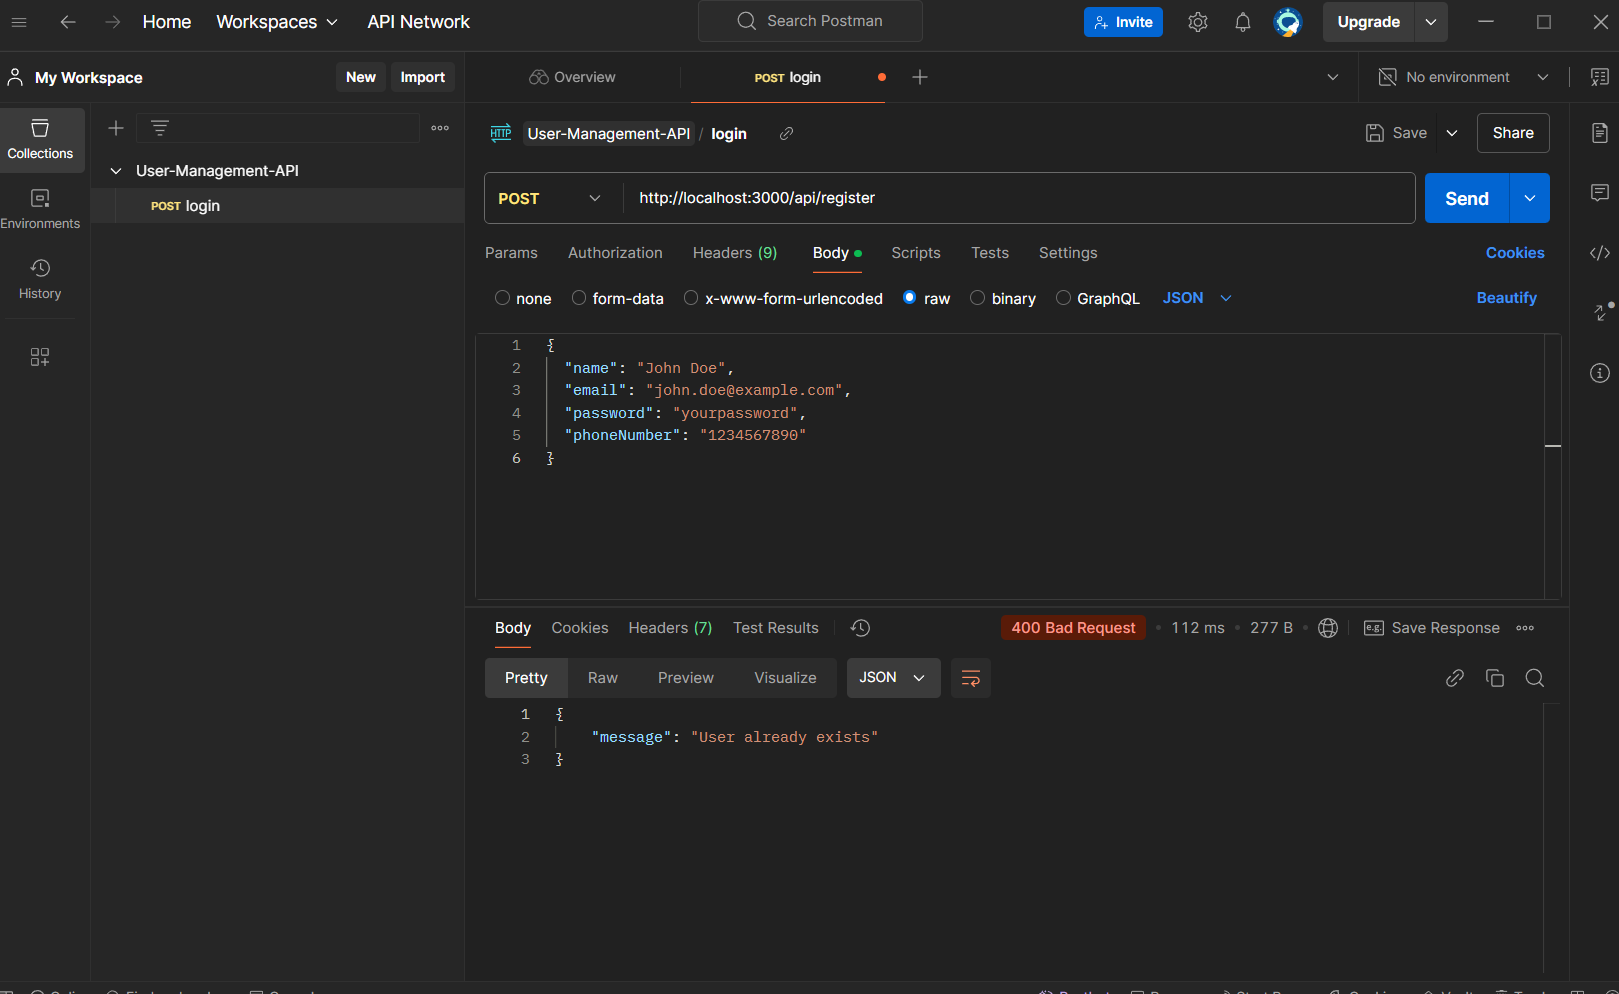 Home Workspaces API Network Search Postman Invite Upgrade
My Workspace New Import Overview POST login No environment
Collections
Environments
History
User-Management-API
POST login
HTTP User-Management-API / login Save Share
POST http://localhost:3000/api/register Send
Params Authorization Headers (9) Body Scripts Tests Settings Cookies
none form-data x-www-form-urlencoded raw binary GraphQL JSON Beautify
1 {
2 "name": "John Doe",
3 "email": "john.doe@example.com",
4 "password": "yourpassword",
5 "phoneNumber": "1234567890"
6 }
Body Cookies Headers (7) Test Results 400 Bad Request 112 ms 277 B e.g. Save Response
Pretty Raw Preview Visualize JSON
1 {
2 "message": "User already exists"
3 }